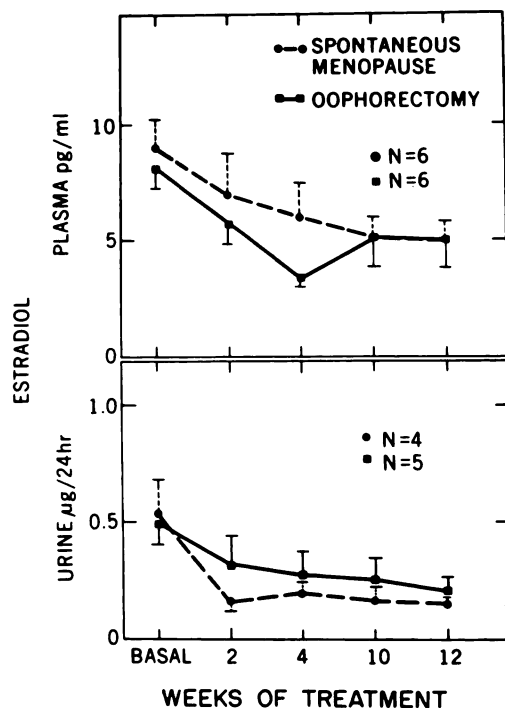 SPONTANEOUS
MENOPAUSE
OOPHORECTOMY
10
N=6
N=6
5
0
PLASMA pg/ml
ESTRADIOL
1.0
N=4
N=5
0.5
0
URINE µg/24hr
BASAL 2 4 10 12
WEEKS OF TREATMENT